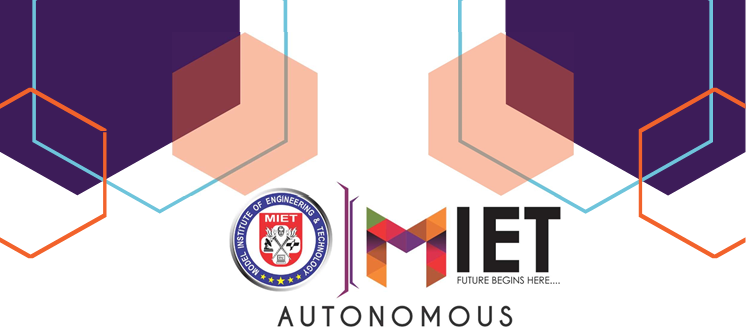 MODEL INSTITUTE OF ENGINEERING & TECHNOLOGY
MIET
MIET
FUTURE BEGINS HERE....
AUTONOMOUS